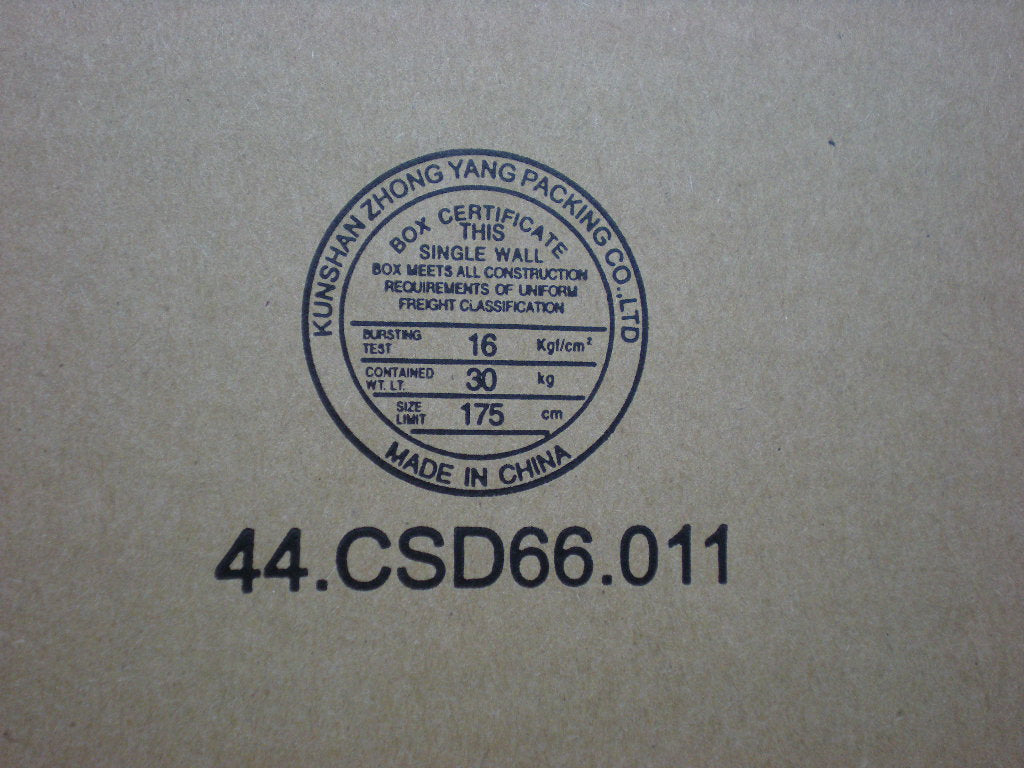 KUNSHAN ZHONG YANG PACKING CO.,LTD
BOX CERTIFICATE
THIS
SINGLE WALL
BOX MEETS ALL CONSTRUCTION
REQUIREMENTS OF UNIFORM
FREIGHT CLASSIFICATION
BURSTING TEST 16 Kgf/cm²
CONTAINED WT. LT. 30 kg
SIZE LIMIT 175 cm
MADE IN CHINA
44.CSD66.011